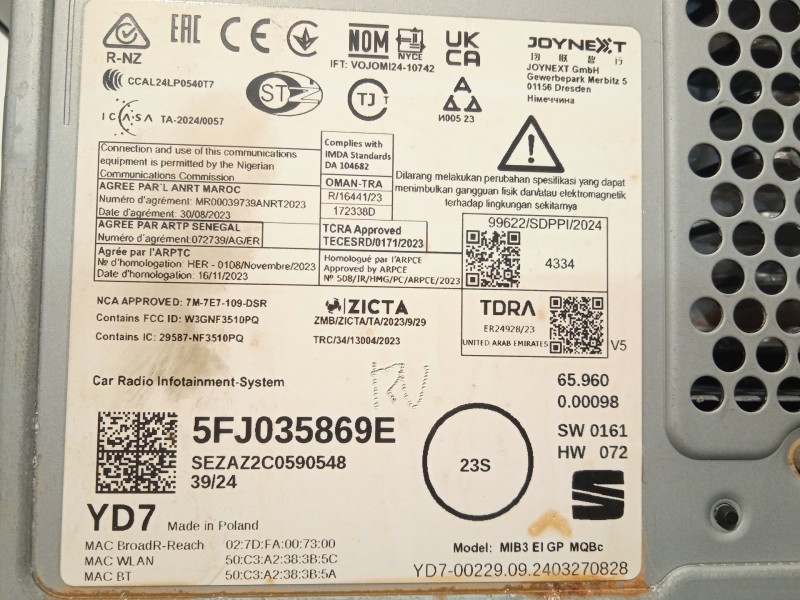 R-NZ
EAC
CE
NOM
NYCE
IFT: VOJOMI24-10742
UK
CA
JOYNEXT
JOYNEXT GmbH
Gewerbepark Merbitz 5
01156 Dresden
Німеччина
CCAL24LP0540T7
STZ
TJ T
И005 23
ICASA TA-2024/0057
Connection and use of this communications
equipment is permitted by the Nigerian
Communications Commission
Complies with
IMDA Standards
DA 104682
Dilarang melakukan perubahan spesifikasi yang dapat
menimbulkan gangguan fisik dan/atau elektromagnetik
terhadap lingkungan sekitarnya
AGREE PAR'L ANRT MAROC
Numéro d'agrément: MR00039739ANRT2023
Date d'agrément: 30/08/2023
OMAN-TRA
R/16441/23
172338D
99622/SDPPI/2024
4334
AGREE PAR ARTP SENEGAL
Numéro d'agrément:072739/AG/ER
TCRA Approved
TECESRD/0171/2023
Agrée par l'ARPTC
№ d'homologation: HER - 0108/Novembre/2023
Date d'homologation: 16/11/2023
Homologué par l'ARPCE
Approved by ARPCE
№ 508/IR/HMG/PC/ARPCE/2023
NCA APPROVED: 7M-7E7-109-DSR
Contains FCC ID: W3GNF3510PQ
Contains IC: 29587-NF3510PQ
ZICTA
ZMB/ZICTA/TA/2023/9/29
TRC/34/13004/2023
TDRA
ER24928/23
UNITED ARAB EMIRATES
V5
Car Radio Infotainment-System
RV
65.960
0.00098
5FJ035869E
SEZAZ2C0590548
39/24
23S
SW 0161
HW 072
YD7 Made in Poland
MAC BroadR-Reach 02:7D:FA:00:73:00
MAC WLAN 50:C3:A2:38:3B:5C
MAC BT 50:C3:A2:38:3B:5A
Model: MIB3 EI GP MQBc
YD7-00229.09.2403270828